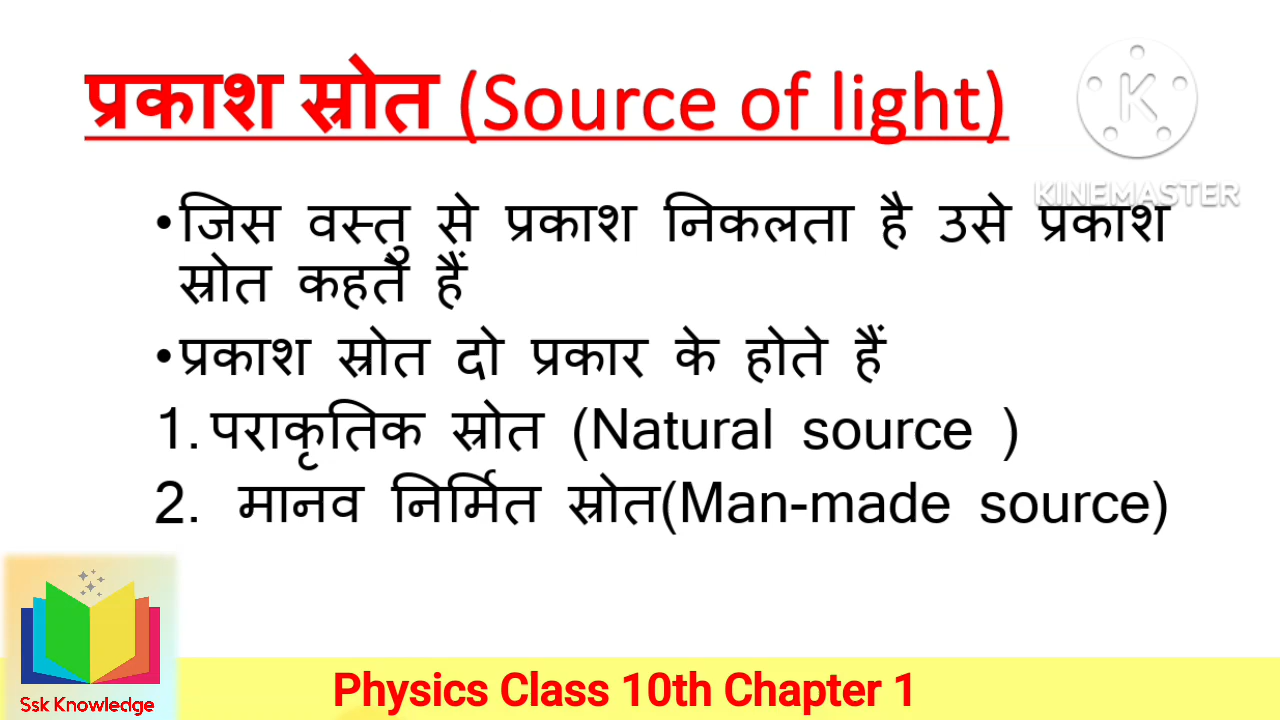 प्रकाश स्रोत (Source of light)
K
KINEMASTER
•जिस वस्तु से प्रकाश निकलता है उसे प्रकाश
स्रोत कहते हैं
•प्रकाश स्रोत दो प्रकार के होते हैं
1. पराकृतिक स्रोत (Natural source )
2. मानव निर्मित स्रोत(Man-made source)
Ssk Knowledge
Physics Class 10th Chapter 1